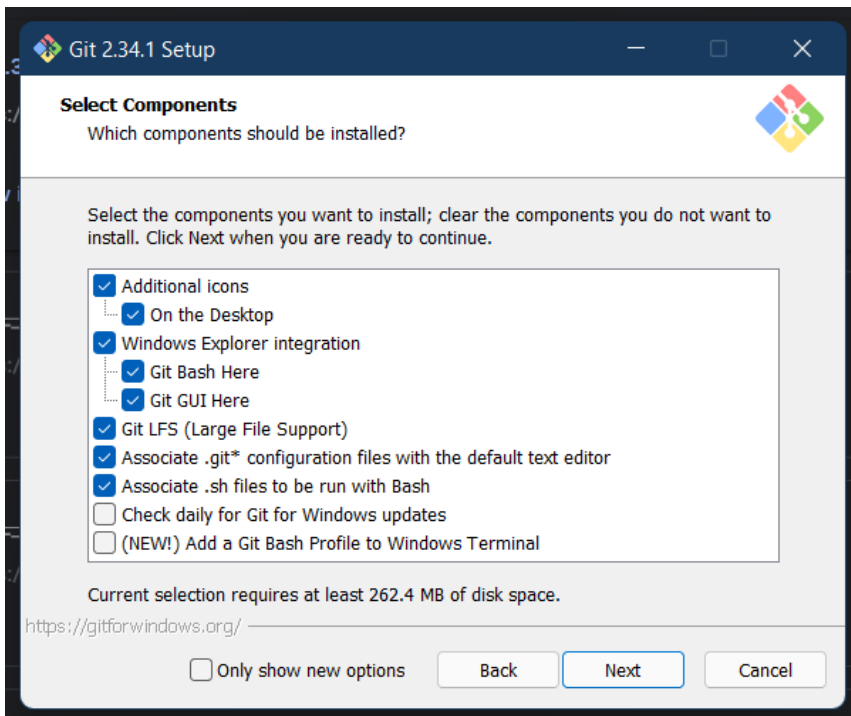 Git 2.34.1 Setup
Select Components
Which components should be installed?
Select the components you want to install; clear the components you do not want to
install. Click Next when you are ready to continue.
Additional icons
On the Desktop
Windows Explorer integration
Git Bash Here
Git GUI Here
Git LFS (Large File Support)
Associate .git* configuration files with the default text editor
Associate .sh files to be run with Bash
Check daily for Git for Windows updates
(NEW!) Add a Git Bash Profile to Windows Terminal
Current selection requires at least 262.4 MB of disk space.
https://gitforwindows.org/
Only show new options
Back
Next
Cancel